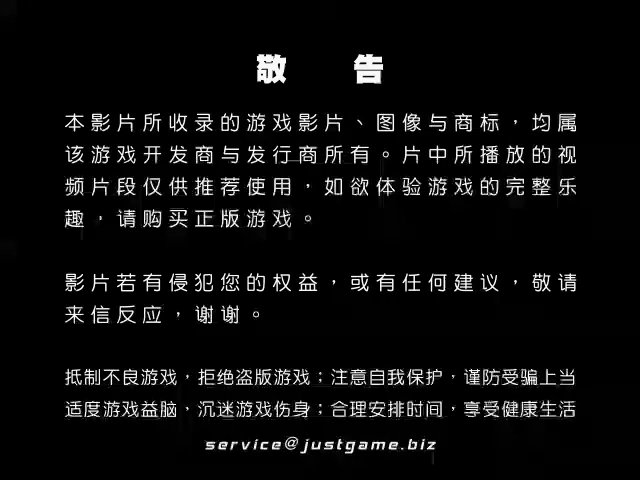 敬 告
本影片所收录的游戏影片、图像与商标，均属
该游戏开发商与发行商所有。片中所播放的视
频片段仅供推荐使用，如欲体验游戏的完整乐
趣，请购买正版游戏。
影片若有侵犯您的权益，或有任何建议，敬请
来信反应，谢谢。
抵制不良游戏，拒绝盗版游戏；注意自我保护，谨防受骗上当
适度游戏益脑，沉迷游戏伤身；合理安排时间，享受健康生活
service@justgame.biz